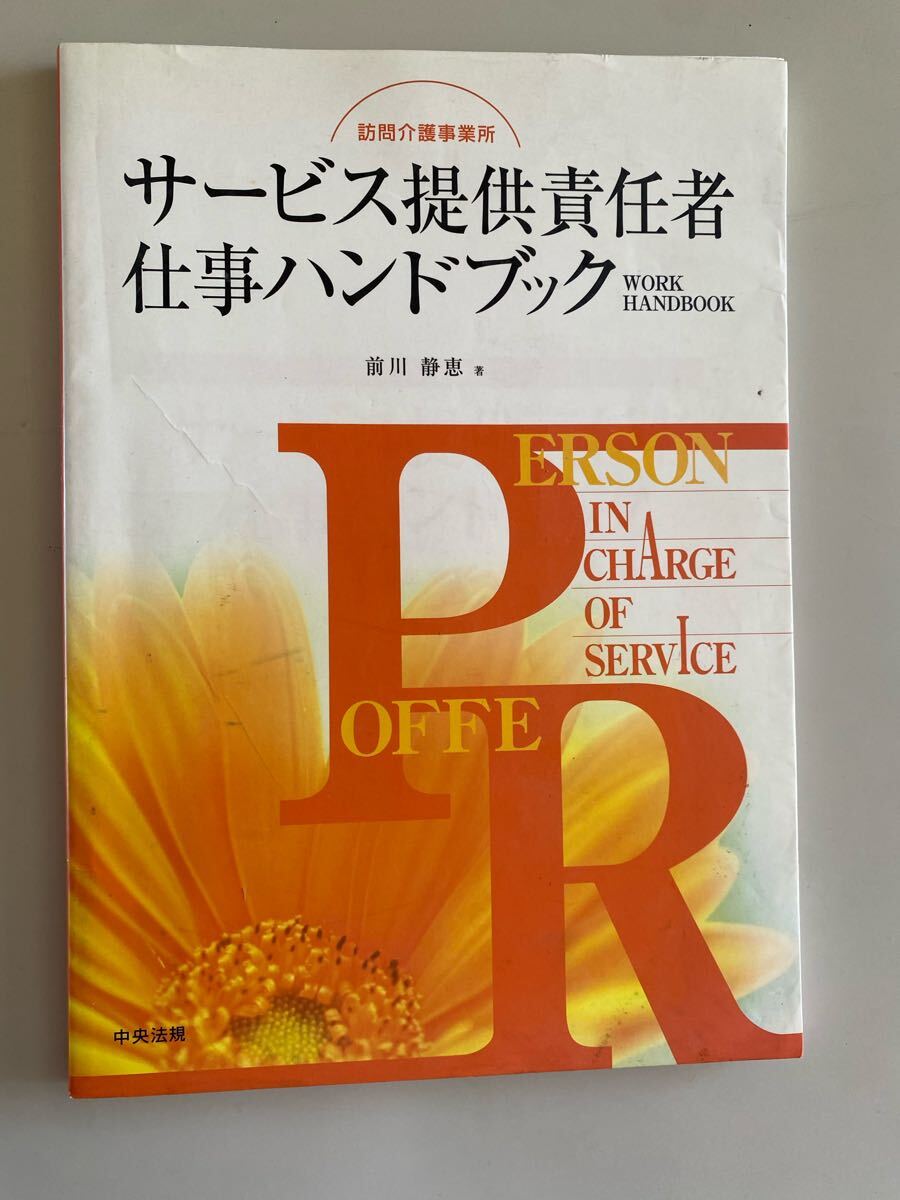 訪問介護事業所
サービス提供責任者
仕事ハンドブック
WORK
HANDBOOK
前川 静恵 著
PERSON
IN
CHARGE
OF
SERVICE
OFFER
中央法規